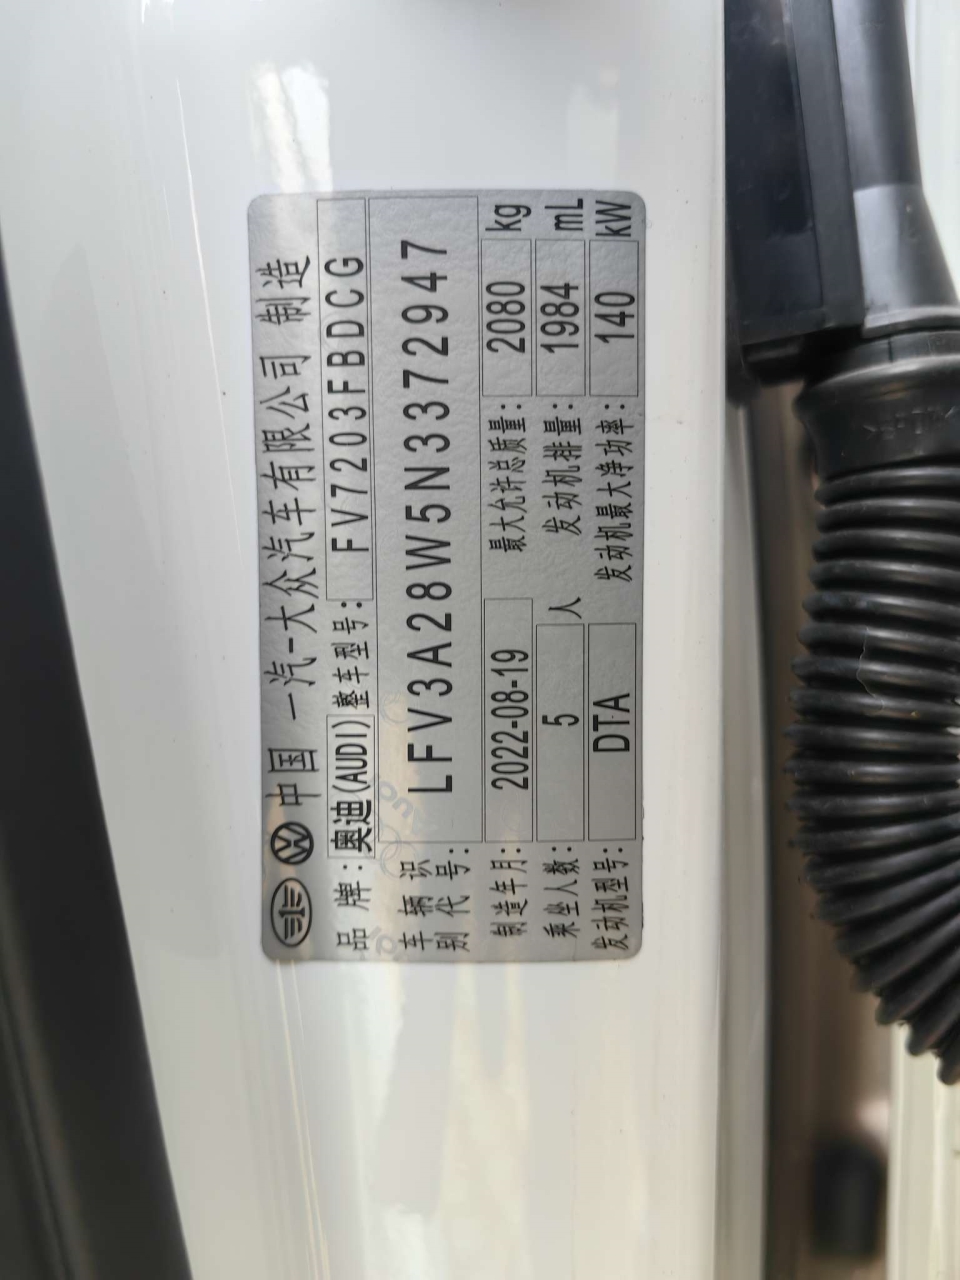 中国 一汽-大众汽车有限公司 制造
品牌: 奥迪(AUDI) 整车型号: FV7203FBDCG
车辆识别代号: LFV3A28W5N3372947
制造年月: 2022-08-19 最大允许总质量: 2080 kg
乘坐人数: 5 人 发动机排量: 1984 mL
发动机型号: DTA 发动机最大净功率: 140 kW